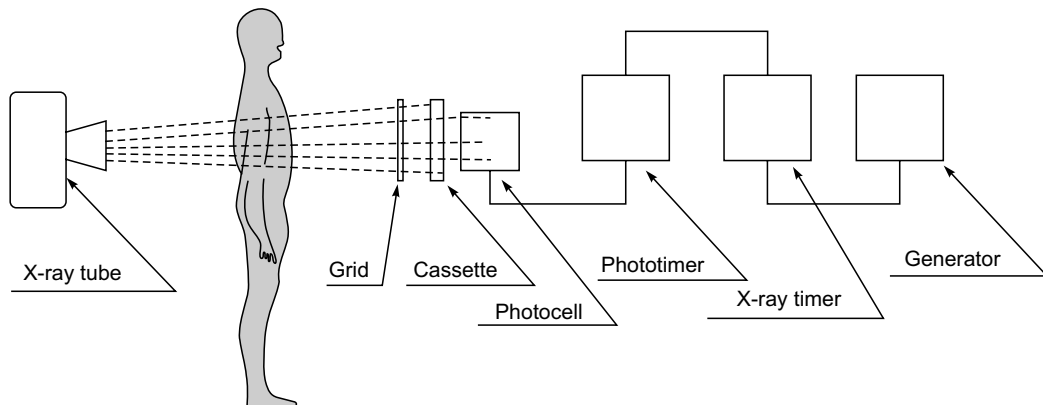 X-ray tube
Grid
Cassette
Photocell
Phototimer
X-ray timer
Generator